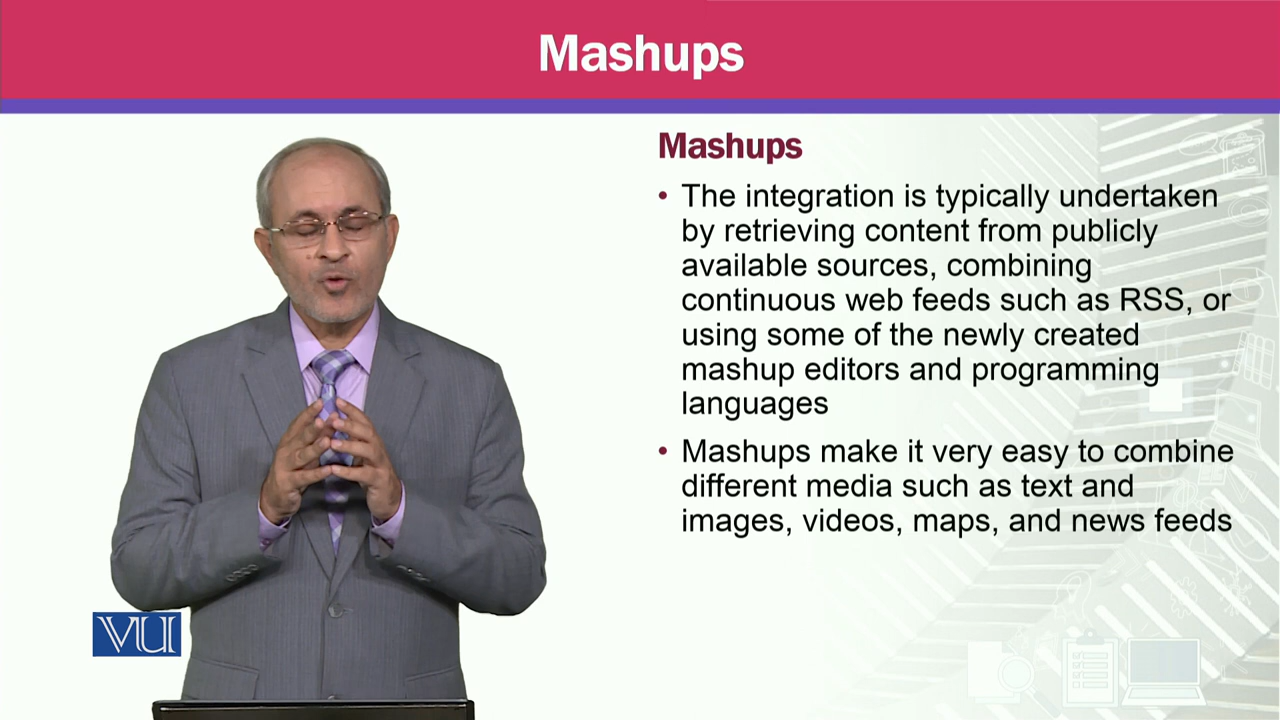 Mashups
Mashups
• The integration is typically undertaken
by retrieving content from publicly
available sources, combining
continuous web feeds such as RSS, or
using some of the newly created
mashup editors and programming
languages
• Mashups make it very easy to combine
different media such as text and
images, videos, maps, and news feeds
VU